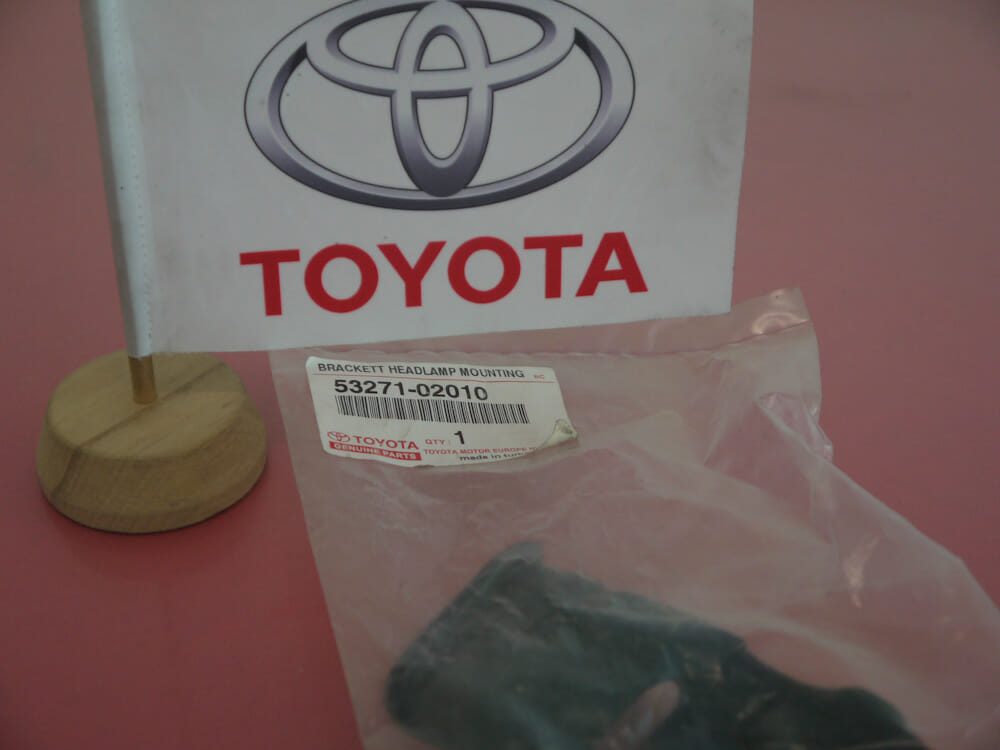 TOYOTA
BRACKETT HEADLAMP MOUNTING
53271-02010
TOYOTA
GENUINE PARTS
QTY: 1
TOYOTA MOTOR EUROPE
made in